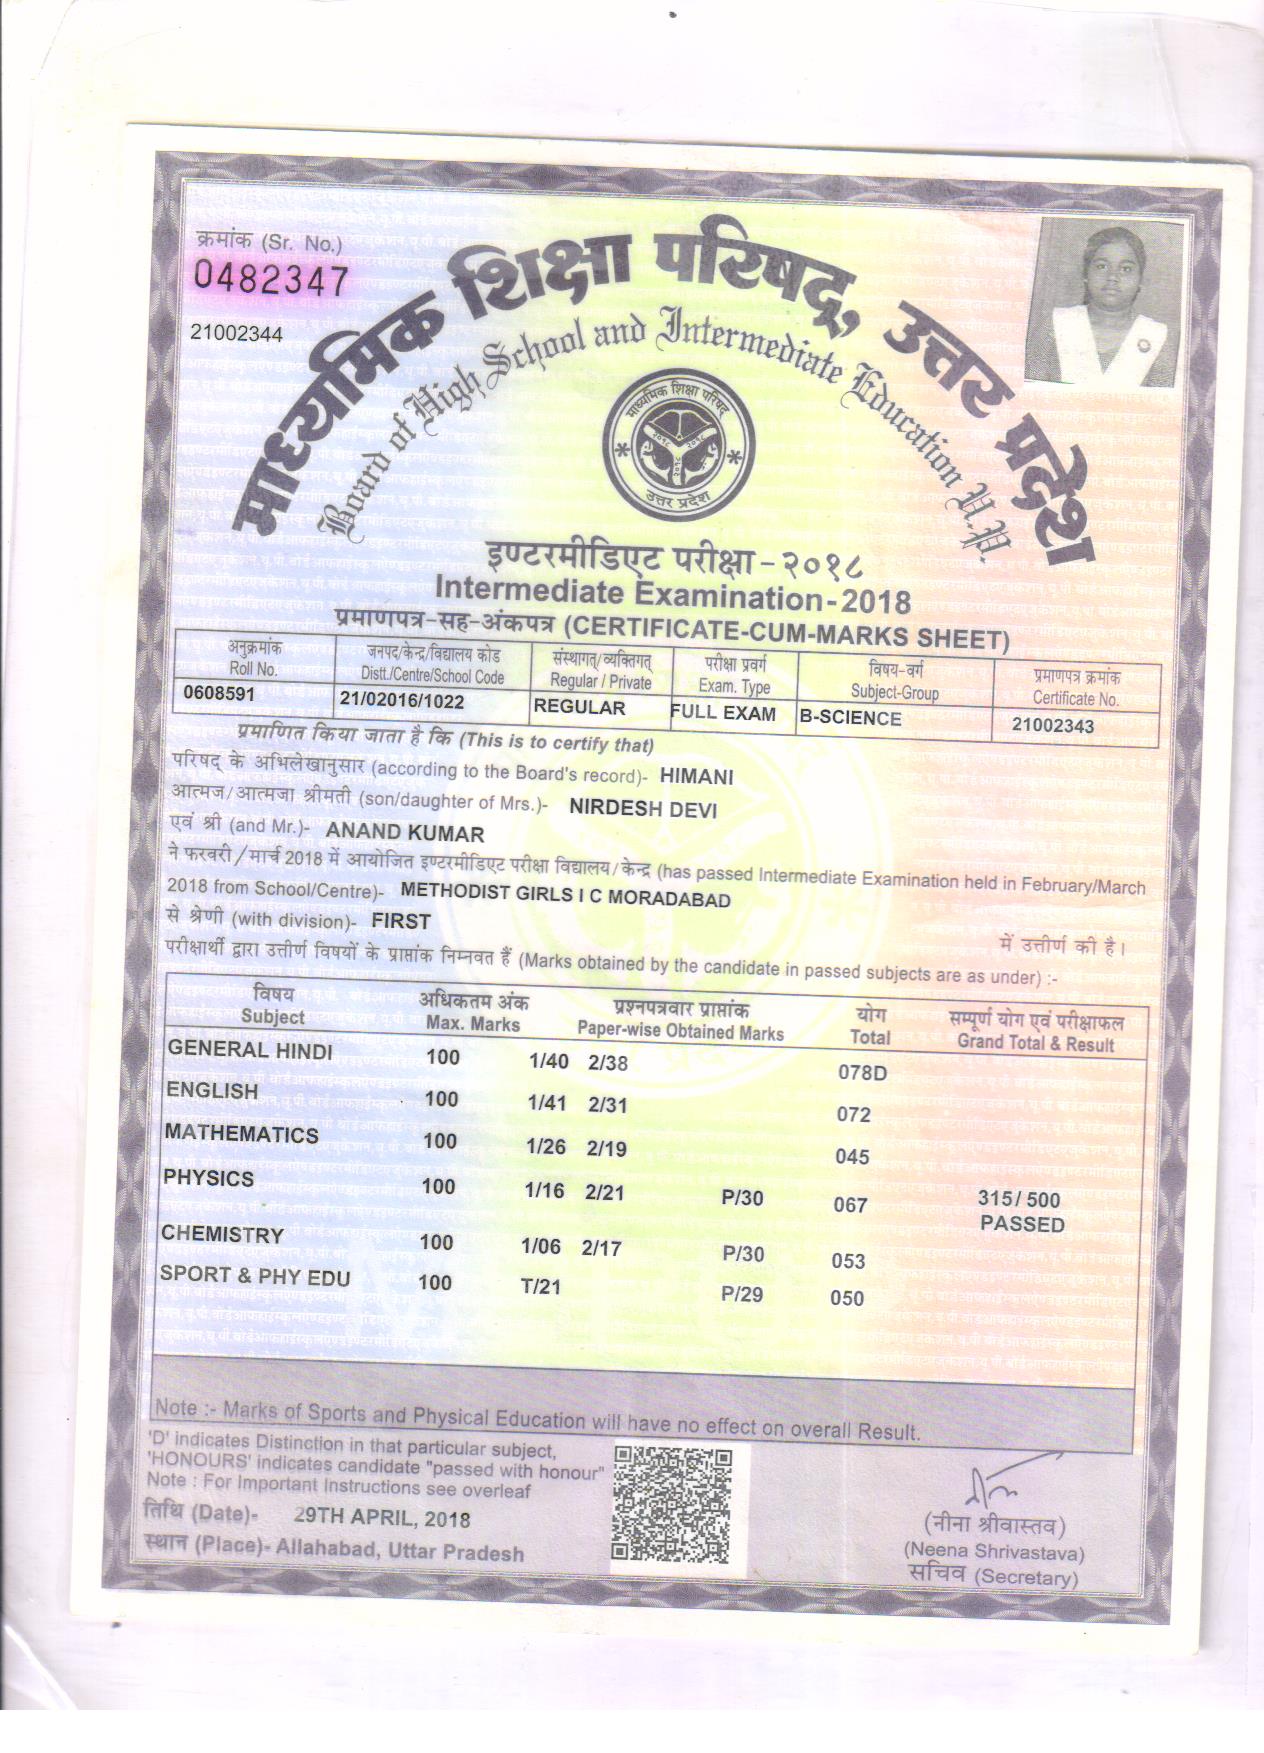 क्रमांक (Sr. No.)
0482347
21002344
माध्यमिक शिक्षा परिषद्, उत्तर प्रदेश
Board of High School and Intermediate Education U.P.
माध्यमिक शिक्षा परिषद
उत्तर प्रदेश
इण्टरमीडिएट परीक्षा-२०१८
Intermediate Examination-2018
प्रमाणपत्र-सह-अंकपत्र (CERTIFICATE-CUM-MARKS SHEET)
अनुक्रमांक जनपद/केन्द्र/विद्यालय कोड संस्थागत/व्यक्तिगत परीक्षा प्रवर्ग विषय-वर्ग प्रमाणपत्र क्रमांक
Roll No. Distt./Centre/School Code Regular / Private Exam. Type Subject-Group Certificate No.
0608591 21/02016/1022 REGULAR FULL EXAM B-SCIENCE 21002343
प्रमाणित किया जाता है कि (This is to certify that)
परिषद् के अभिलेखानुसार (according to the Board's record)- HIMANI
आत्मज/आत्मजा श्रीमती (son/daughter of Mrs.)- NIRDESH DEVI
एवं श्री (and Mr.)- ANAND KUMAR
ने फरवरी/मार्च 2018 में आयोजित इण्टरमीडिएट परीक्षा विद्यालय/केन्द्र (has passed Intermediate Examination held in February/March
2018 from School/Centre)- METHODIST GIRLS I C MORADABAD
से श्रेणी (with division)- FIRST में उत्तीर्ण की है।
परीक्षार्थी द्वारा उत्तीर्ण विषयों के प्राप्तांक निम्नवत हैं (Marks obtained by the candidate in passed subjects are as under) :-
विषय अधिकतम अंक प्रश्नपत्रवार प्राप्तांक योग सम्पूर्ण योग एवं परीक्षाफल
Subject Max. Marks Paper-wise Obtained Marks Total Grand Total & Result
GENERAL HINDI 100 1/40 2/38 078D
ENGLISH 100 1/41 2/31 072
MATHEMATICS 100 1/26 2/19 045
PHYSICS 100 1/16 2/21 P/30 067 315/ 500
PASSED
CHEMISTRY 100 1/06 2/17 P/30 053
SPORT & PHY EDU 100 T/21 P/29 050
Note :- Marks of Sports and Physical Education will have no effect on overall Result.
'D' indicates Distinction in that particular subject,
'HONOURS' indicates candidate "passed with honour"
Note : For Important Instructions see overleaf
तिथि (Date)- 29TH APRIL, 2018
स्थान (Place)- Allahabad, Uttar Pradesh
(नीना श्रीवास्तव)
(Neena Shrivastava)
सचिव (Secretary)